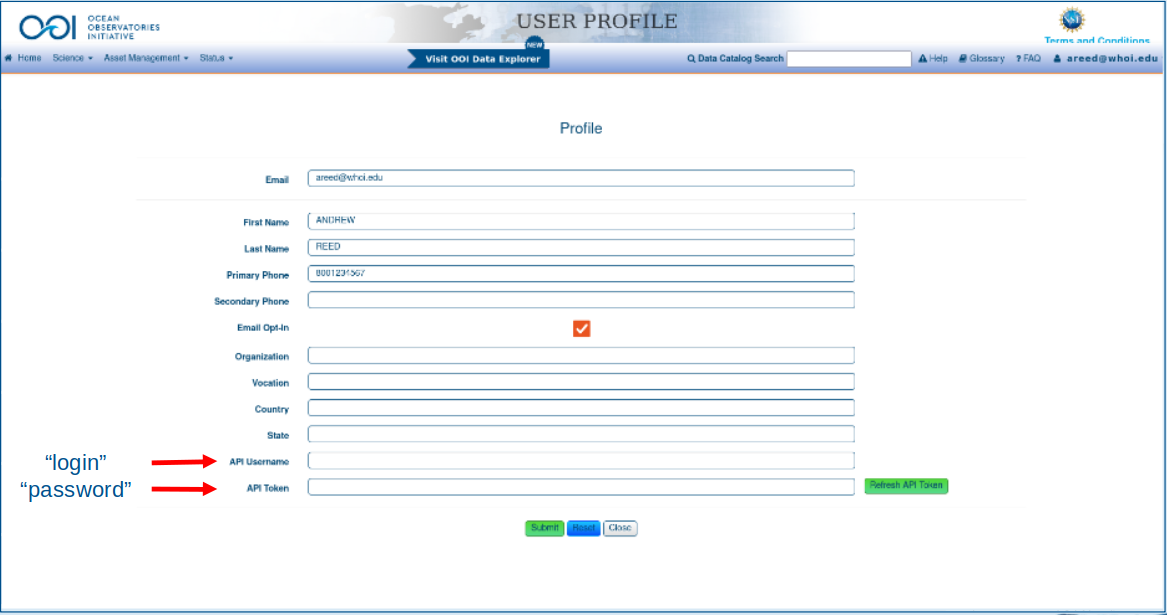 OCEAN
OBSERVATORIES
INITIATIVE
OOI
USER PROFILE
NSF
Terms and Conditions
Home Science Asset Management Status
NEW
Visit OOI Data Explorer
Data Catalog Search
Help Glossary ? FAQ areed@whoi.edu
Profile
Email areed@whoi.edu
First Name ANDREW
Last Name REED
Primary Phone 8001234567
Secondary Phone
Email Opt-In
Organization
Vocation
Country
State
“login” API Username
“password” API Token Refresh API Token
Submit Reset Close